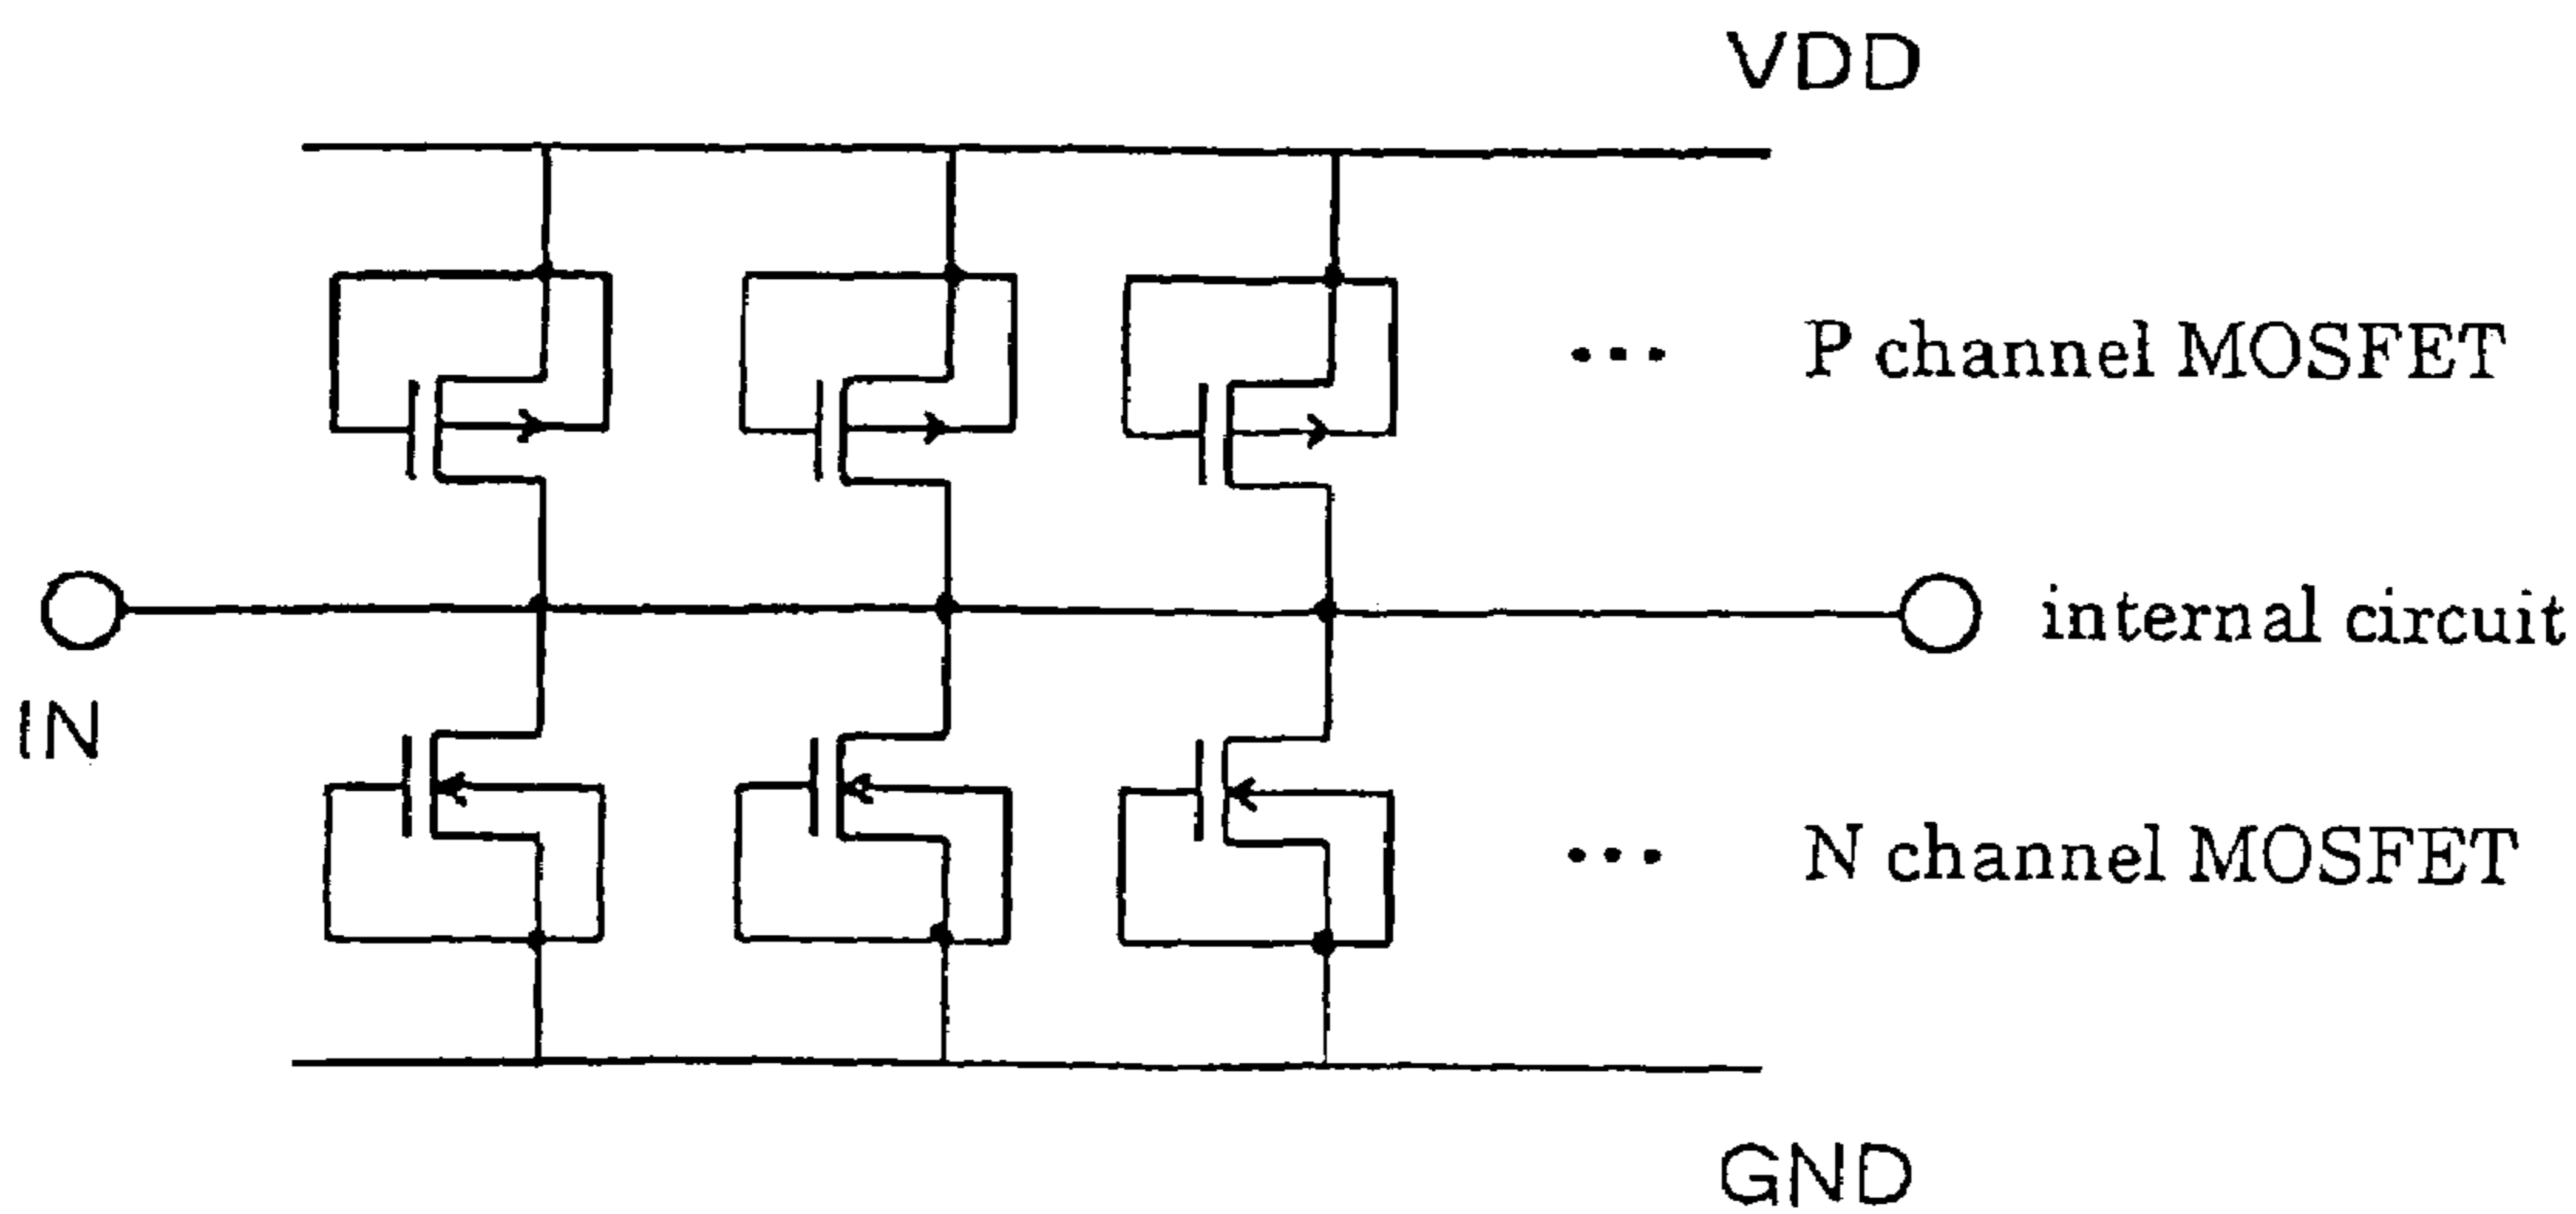 VDD
... P channel MOSFET
internal circuit
IN
... N channel MOSFET
GND